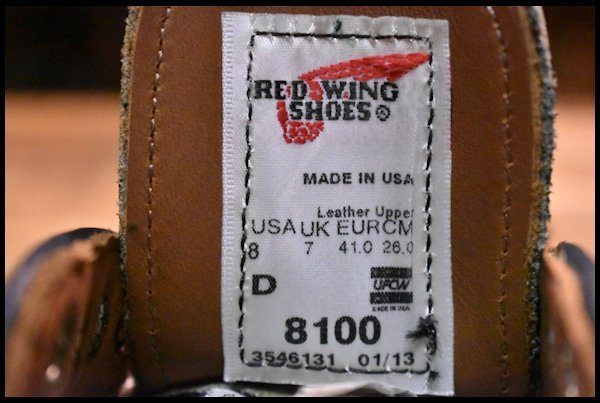 RED WING
SHOES®
MADE IN USA
Leather Upper
USA UK EUR CM
8 7 41.0 26.0
D
UFCW
MADE IN U.S.A.
8100
3546131 01/13